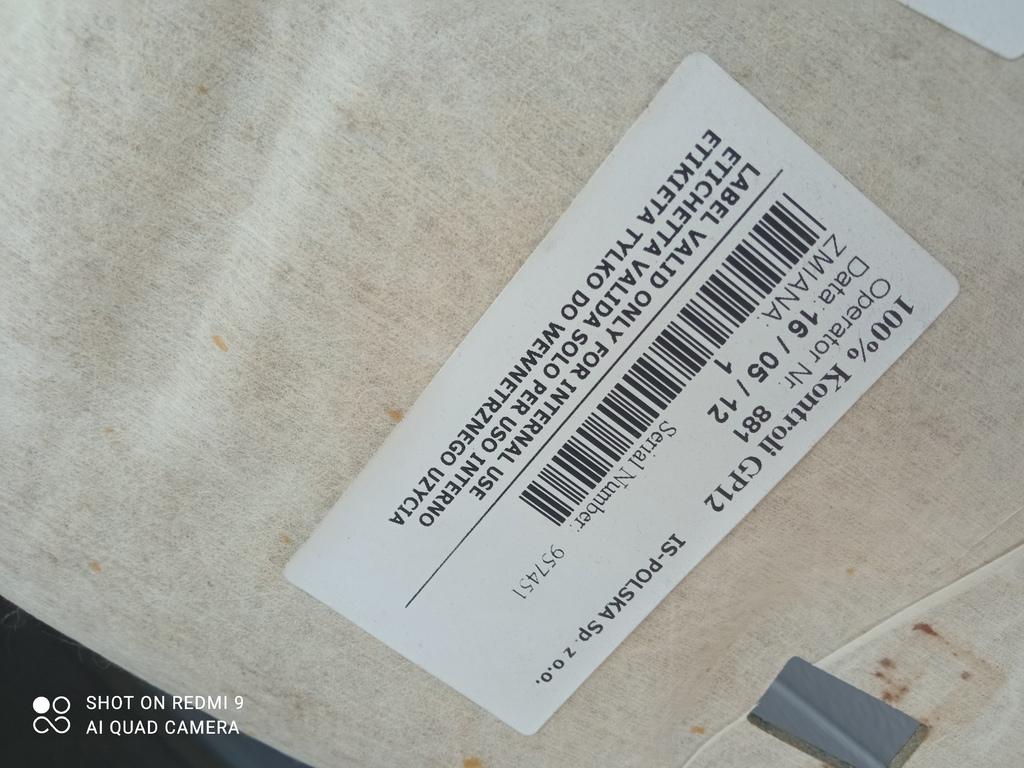 100% Kontroli GP12 IS-POLSKA Sp. z o.o.
Operator Nr. 881
Data: 16 / 05 / 12
ZMIANA: 1
Serial Number: 957451
LABEL VALID ONLY FOR INTERNAL USE
ETICHETTA VALIDA SOLO PER USO INTERNO
ETIKIETA TYLKO DO WEWNETRZNEGO UZYCIA
SHOT ON REDMI 9
AI QUAD CAMERA